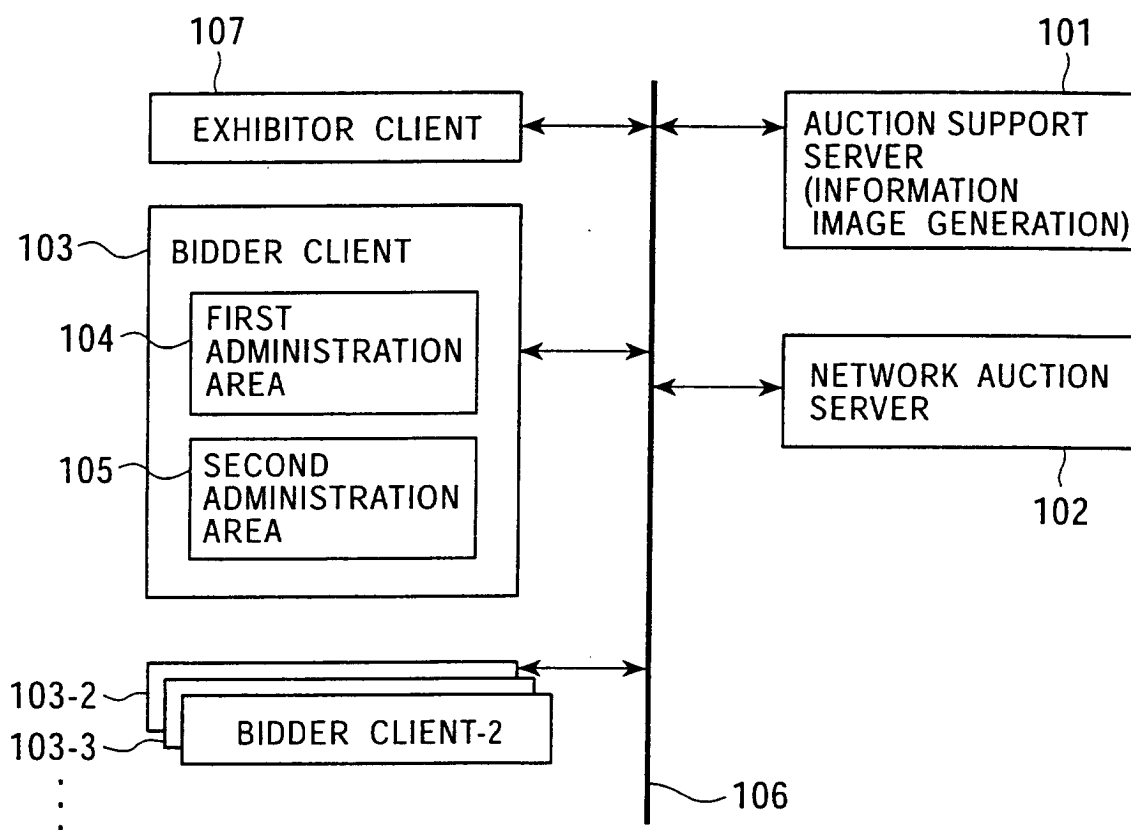 107
101
EXHIBITOR CLIENT
AUCTION SUPPORT
SERVER
(INFORMATION
IMAGE GENERATION)
103
BIDDER CLIENT
104
FIRST
ADMINISTRATION
AREA
NETWORK AUCTION
SERVER
102
105
SECOND
ADMINISTRATION
AREA
103-2
103-3
BIDDER CLIENT-2
106